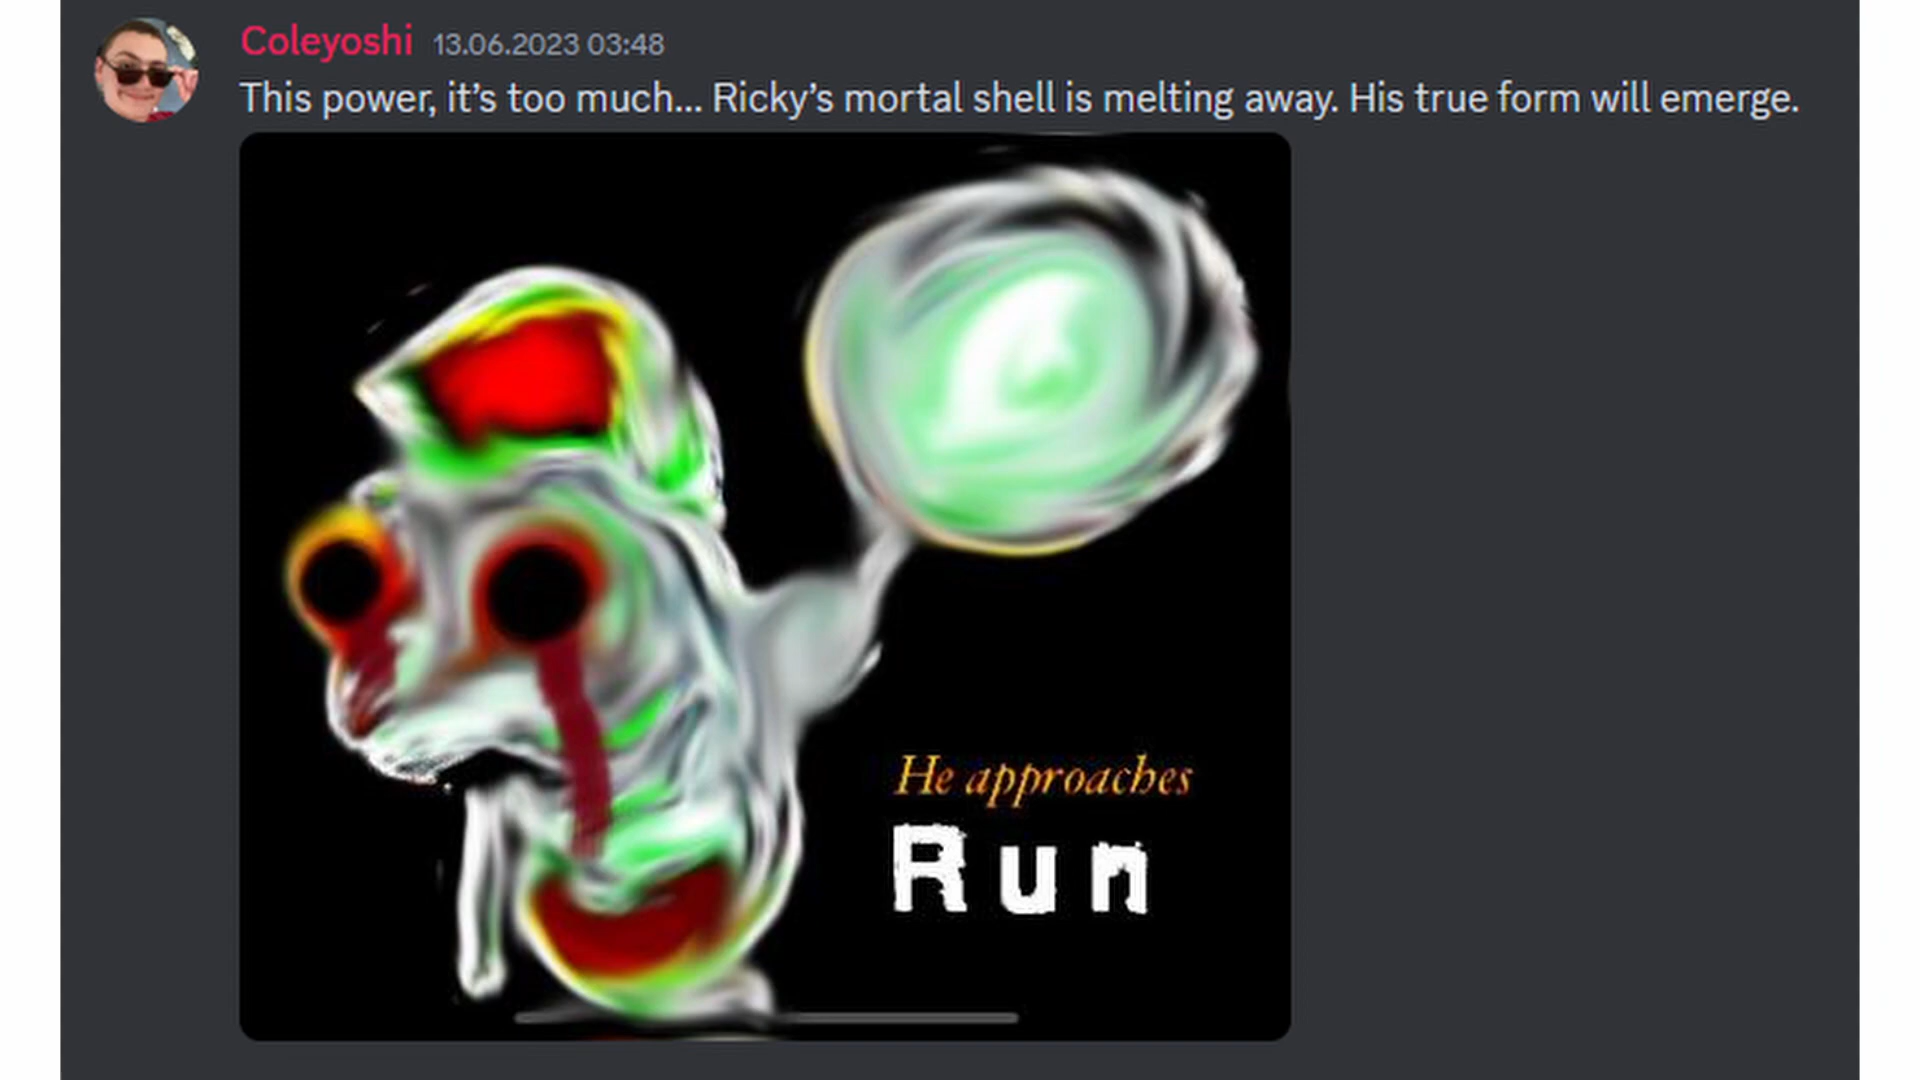 Coleyoshi 13.06.2023 03:48
This power, it’s too much... Ricky’s mortal shell is melting away. His true form will emerge.
He approaches
Run